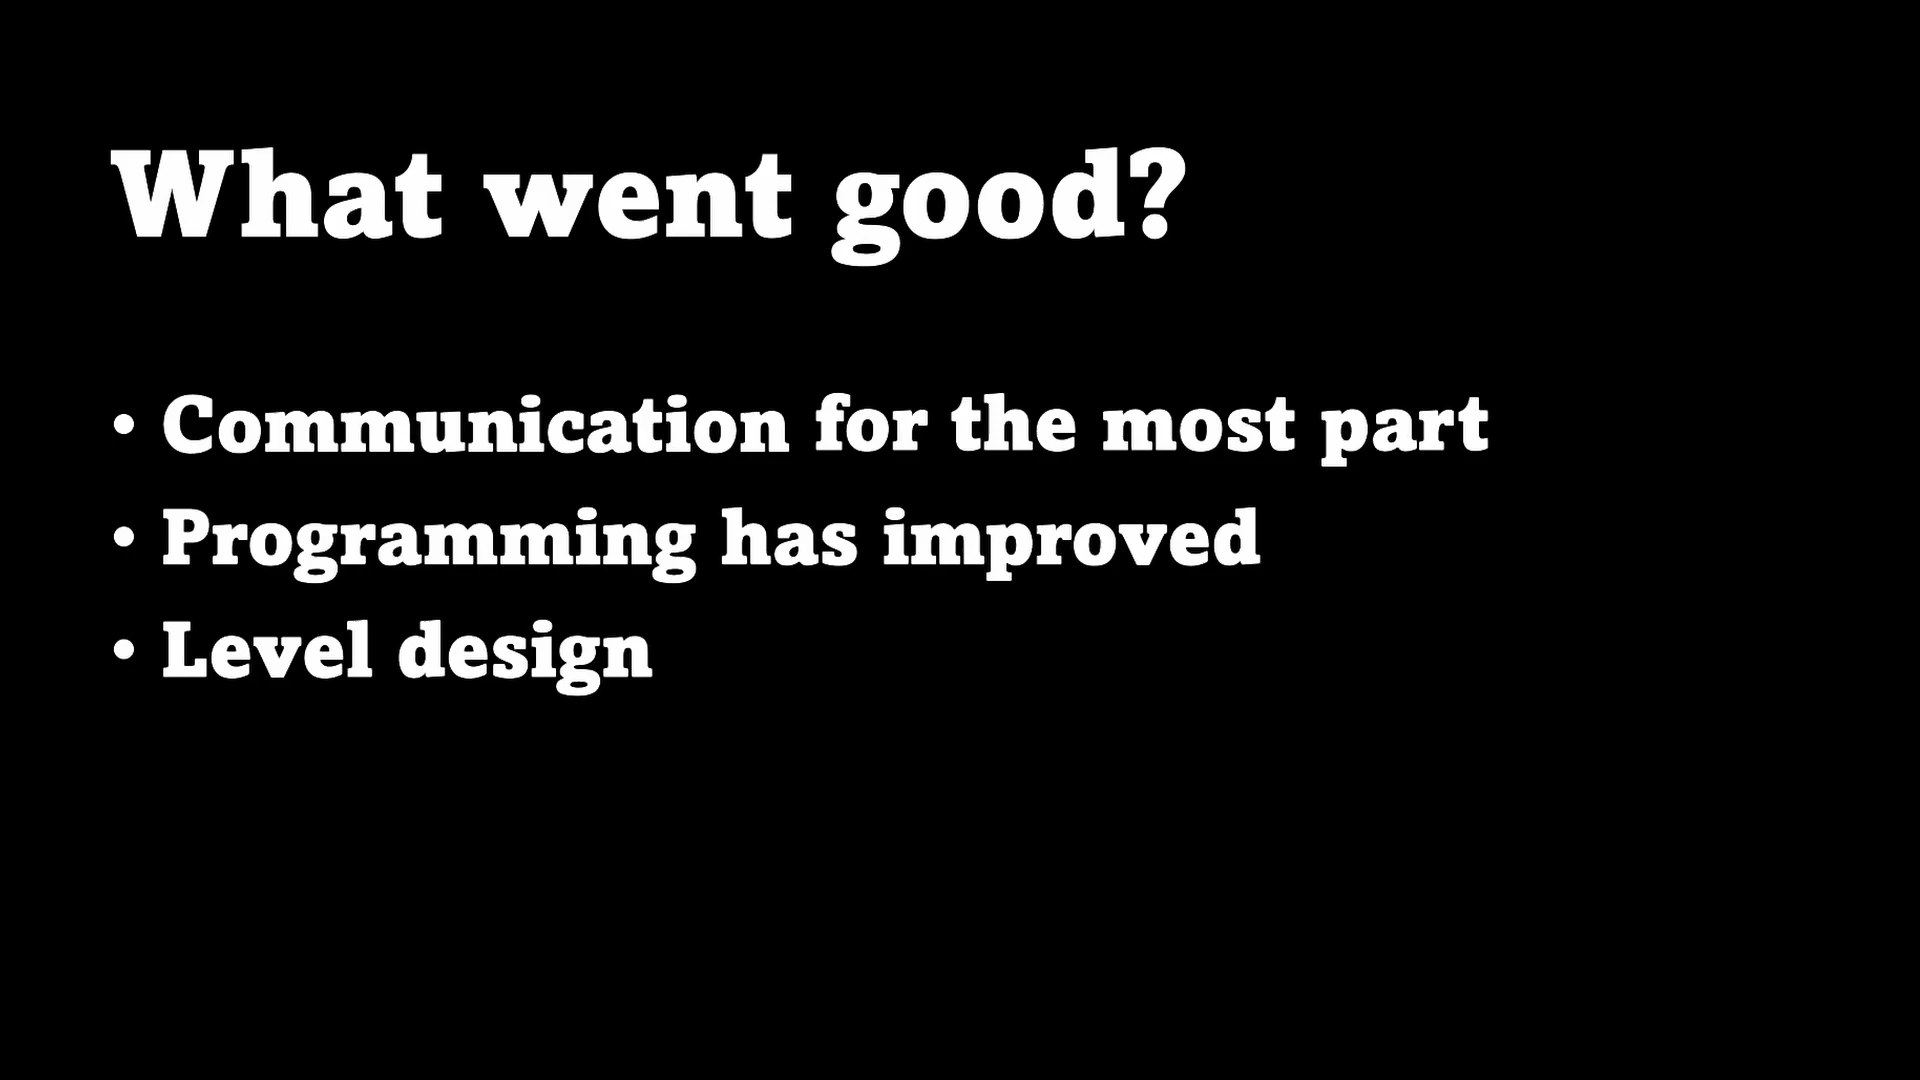 What went good?
• Communication for the most part
• Programming has improved
• Level design